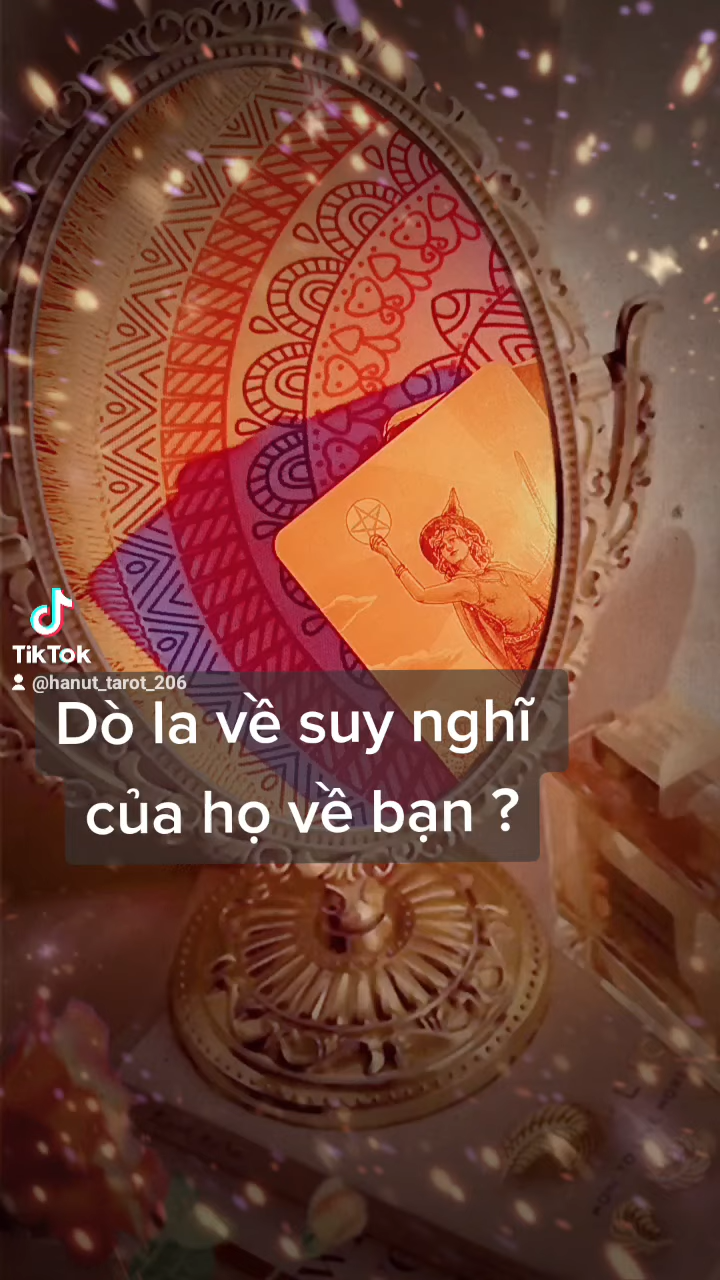 TikTok
@hanut_tarot_206
Dò la về suy nghĩ
của họ về bạn ?